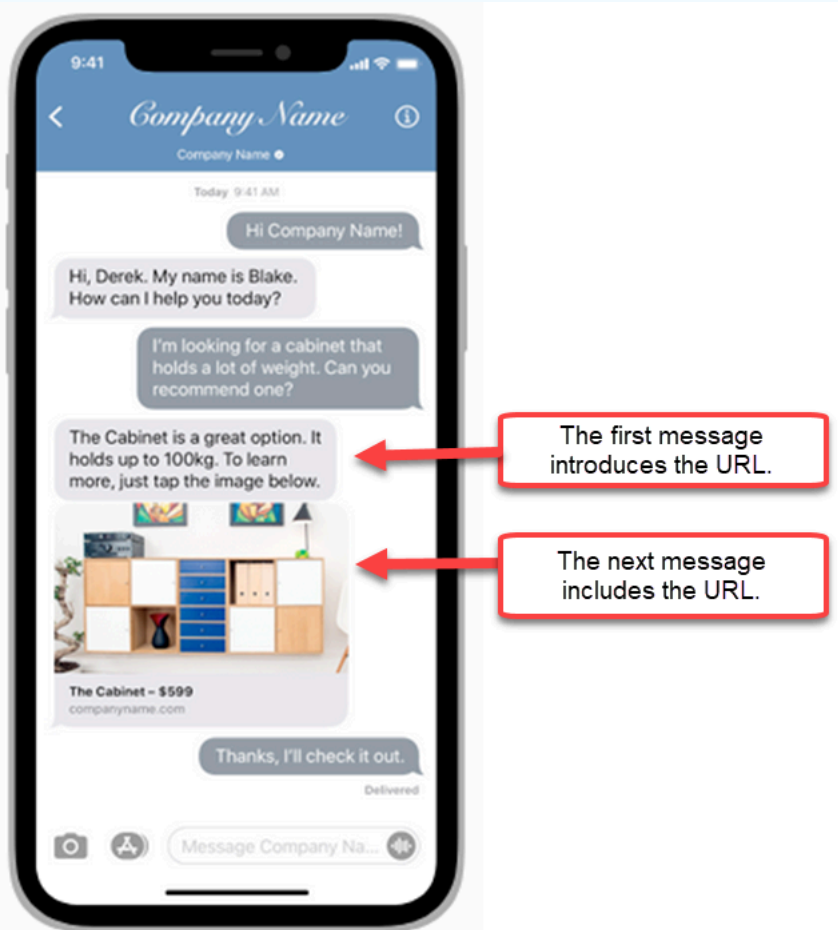 9:41
Company Name
Company Name
Today 9:41 AM
Hi Company Name!
Hi, Derek. My name is Blake.
How can I help you today?
I'm looking for a cabinet that
holds a lot of weight. Can you
recommend one?
The Cabinet is a great option. It
holds up to 100kg. To learn
more, just tap the image below.
The first message
introduces the URL.
The next message
includes the URL.
The Cabinet – $599
companyname.com
Thanks, I'll check it out.
Delivered
Message Company Na...